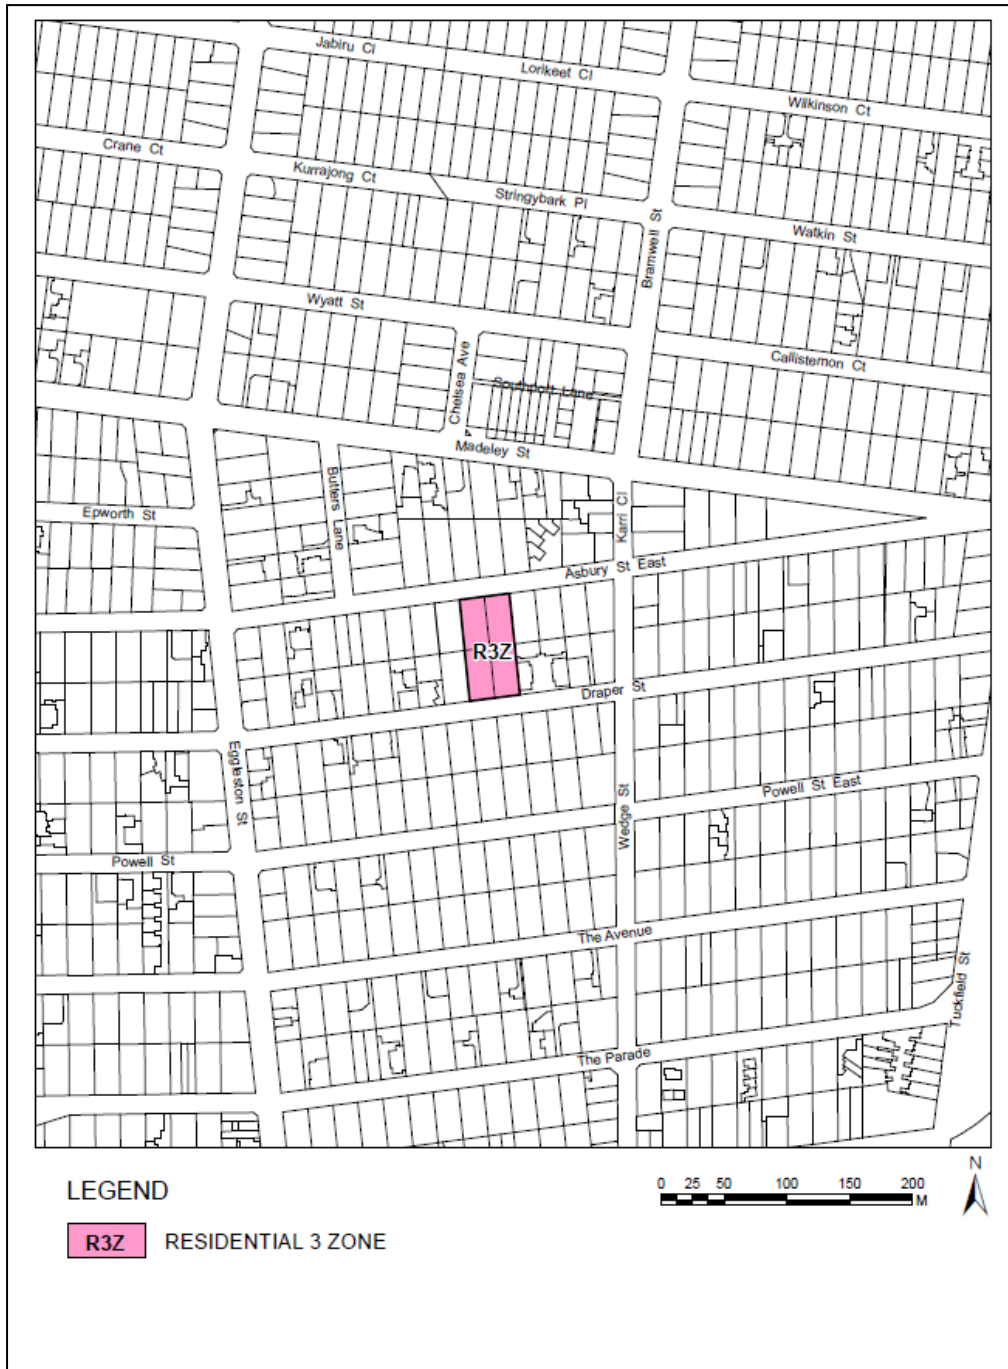 Jabiru Cl
Lorikeet Cl
Wilkinson Ct
Crane Ct
Kurrajong Ct
Stringybark Pl
Bramwell St
Watkin St
Wyatt St
Chelsea Ave
Southport Lane
Callistemon Ct
Madeley St
Butters Lane
Epworth St
Karri Cl
Asbury St East
R3Z
Draper St
Eggleston St
Wedge St
Powell St East
Powell St
The Avenue
Tuckfield St
The Parade
LEGEND
R3Z RESIDENTIAL 3 ZONE
0 25 50 100 150 200
M
N